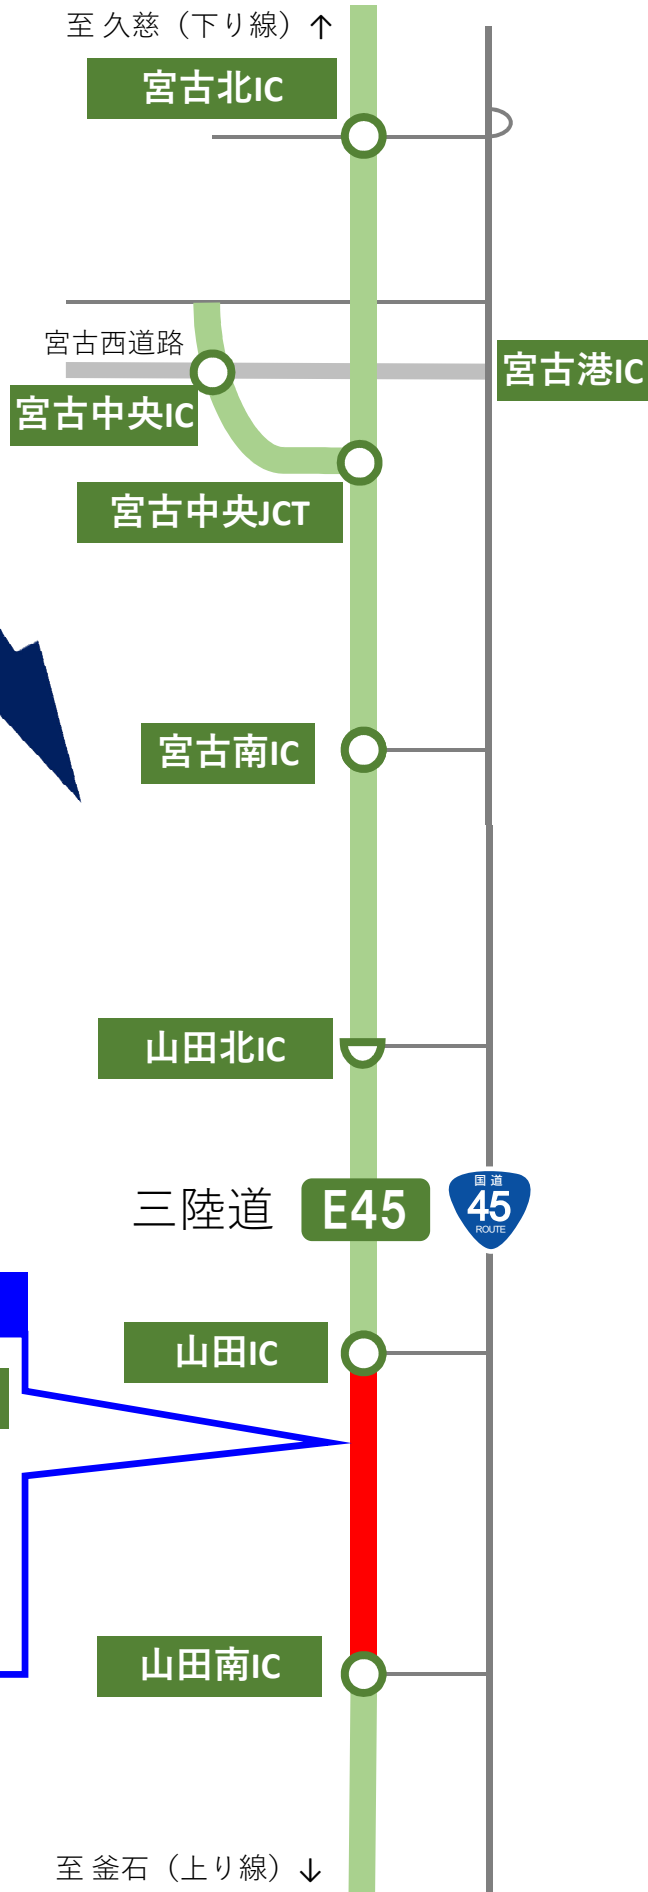 至 久慈（下り線）↑
宮古北IC
宮古西道路
宮古港IC
宮古中央IC
宮古中央JCT
宮古南IC
山田北IC
三陸道
E45
国道
45
ROUTE
山田IC
山田南IC
至 釜石（上り線）↓